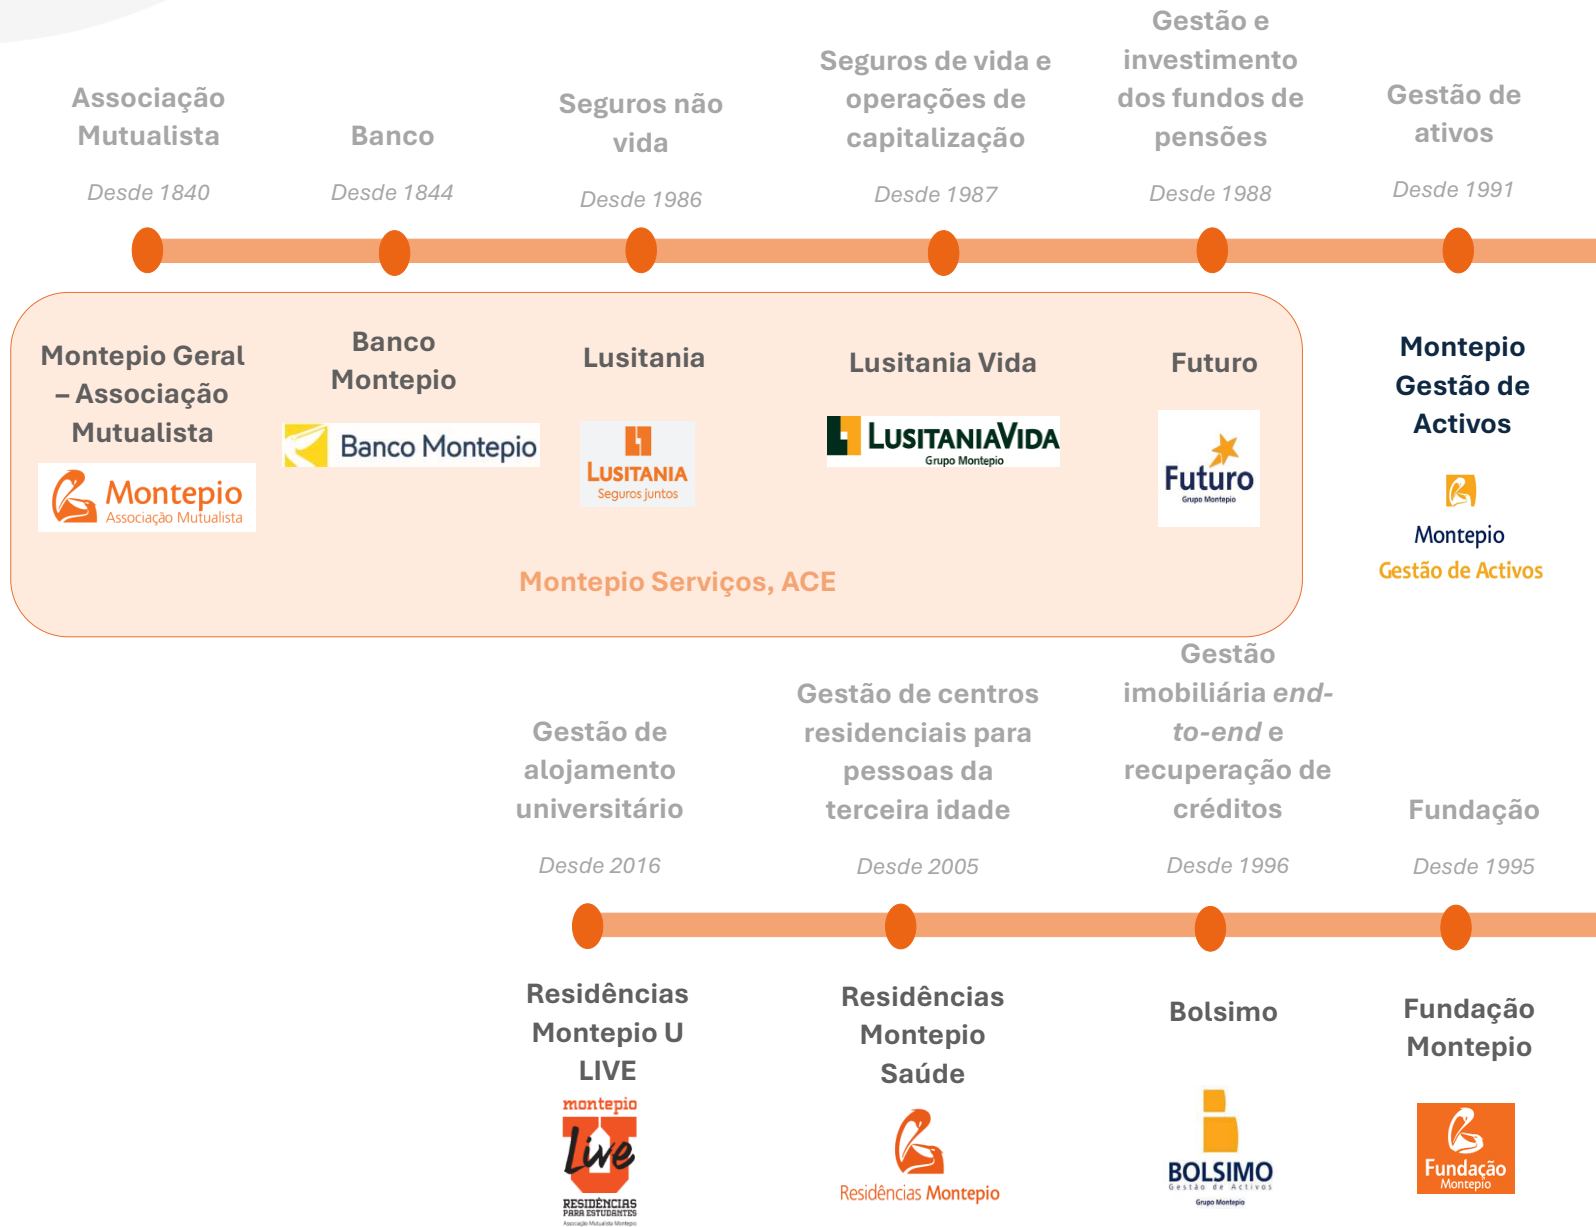 Associação
Mutualista
Desde 1840
Banco
Desde 1844
Seguros não
vida
Desde 1986
Seguros de vida e
operações de
capitalização
Desde 1987
Gestão e
investimento
dos fundos de
pensões
Desde 1988
Gestão de
ativos
Desde 1991
Montepio Geral
– Associação
Mutualista
Montepio
Associação Mutualista
Banco
Montepio
Banco Montepio
Lusitania
LUSITANIA
Seguros juntos
Lusitania Vida
LUSITANIAVIDA
Grupo Montepio
Futuro
Futuro
Grupo Montepio
Montepio
Gestão de
Activos
Montepio
Gestão de Activos
Montepio Serviços, ACE
Gestão de
alojamento
universitário
Desde 2016
Gestão de centros
residenciais para
pessoas da
terceira idade
Desde 2005
Gestão
imobiliária end-
to-end e
recuperação de
créditos
Desde 1996
Fundação
Desde 1995
Residências
Montepio U
LIVE
montepio
U
Live
RESIDÊNCIAS
PARA ESTUDANTES
Associação Mutualista Montepio
Residências
Montepio
Saúde
Residências Montepio
Bolsimo
BOLSIMO
Gestão de Activos
Grupo Montepio
Fundação
Montepio
Fundação
Montepio